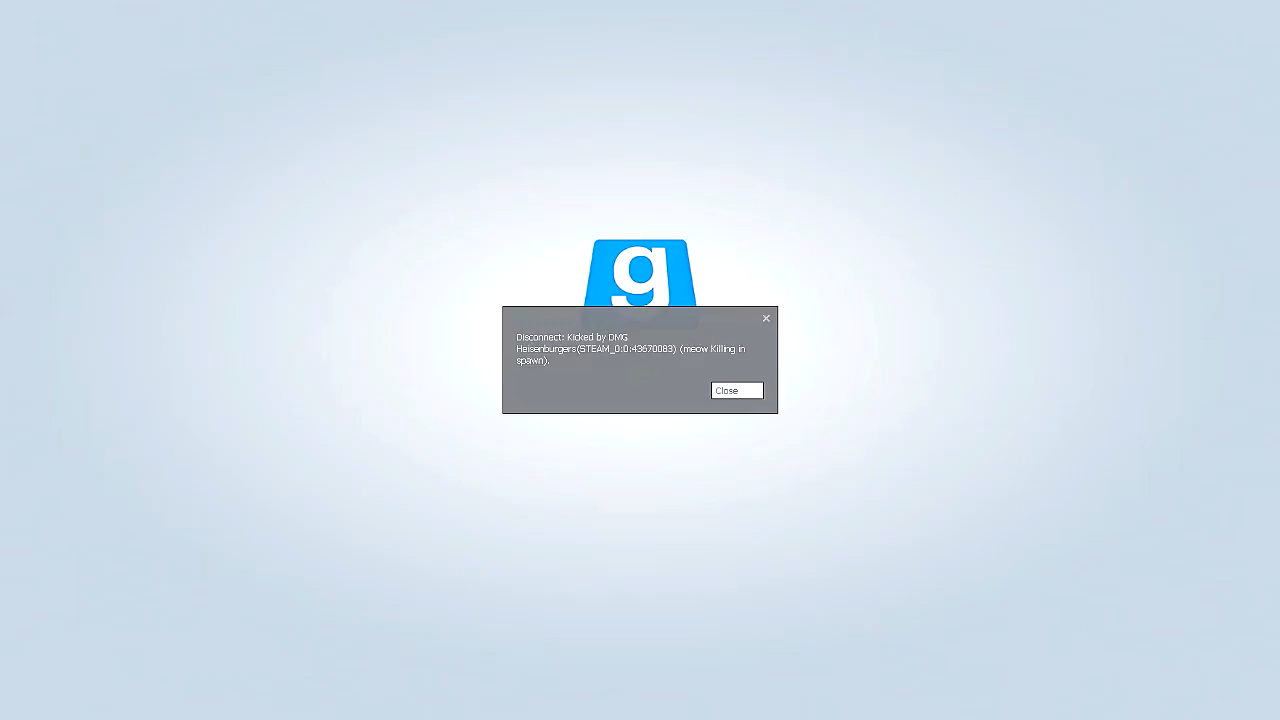 g
Disconnect: Kicked by DMG
Heisenburgers(STEAM_0:0:43670083) (meow Killing in
spawn).
Close